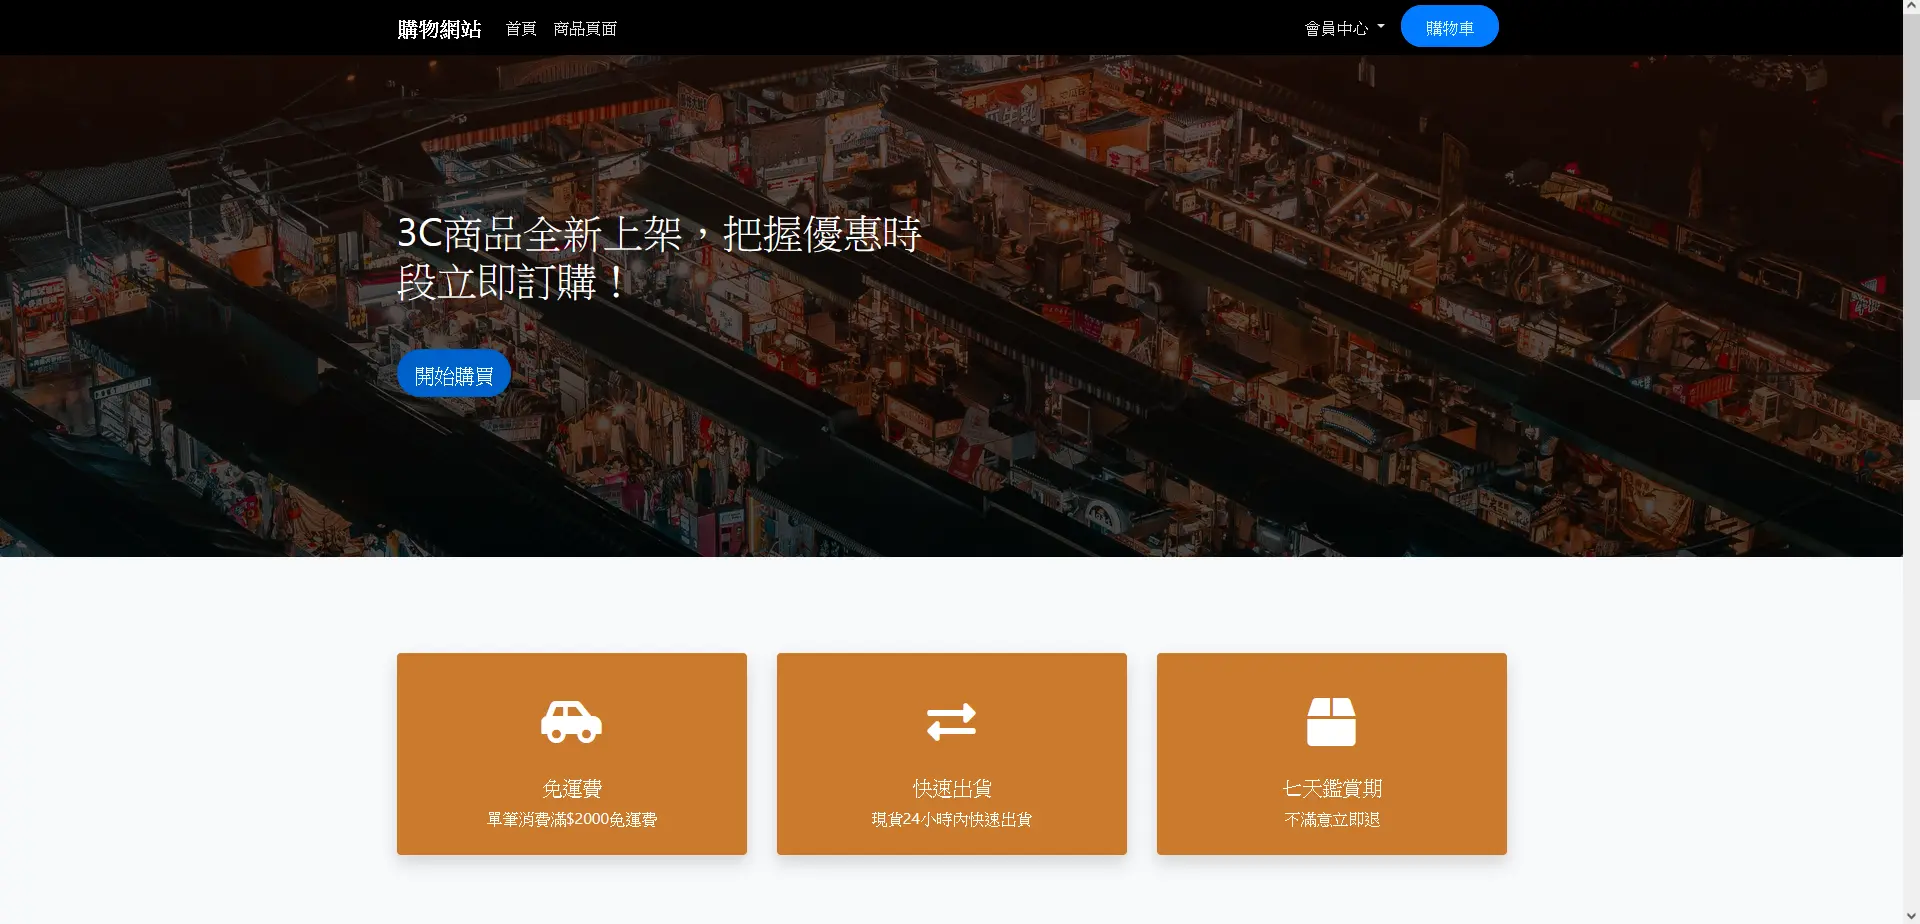 購物網站
首頁
商品頁面
會員中心
購物車
3C商品全新上架，把握優惠時
段立即訂購！
開始購買
免運費
單筆消費滿$2000免運費
快速出貨
現貨24小時內快速出貨
七天鑑賞期
不滿意立即退